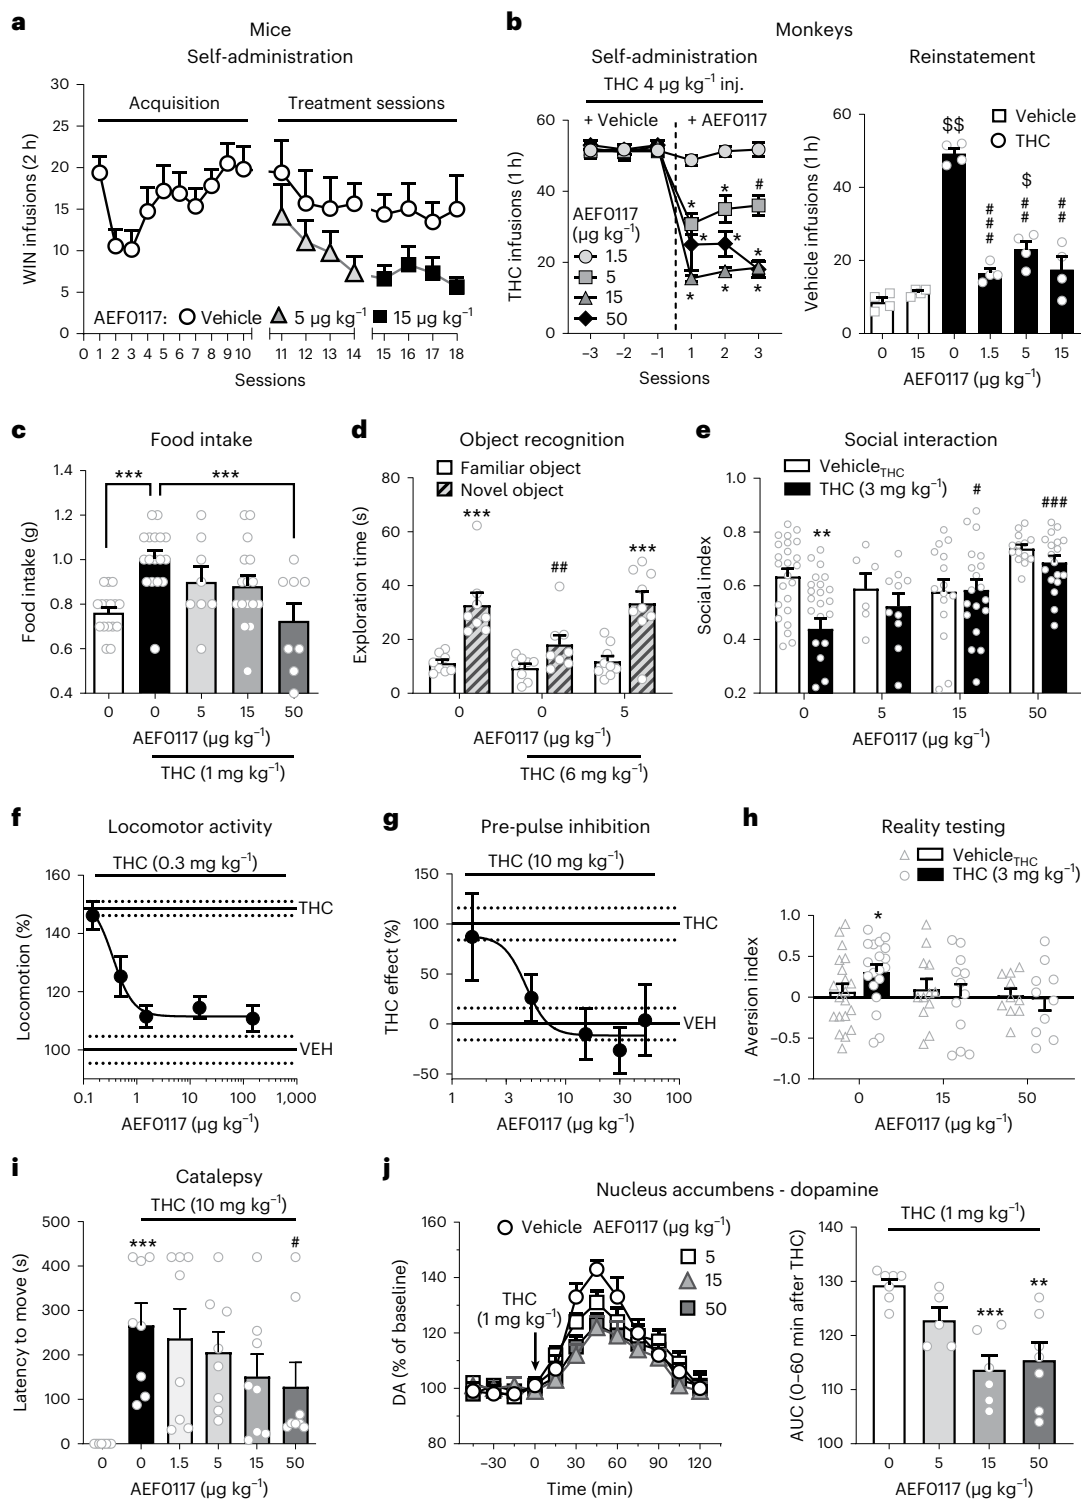 a
Mice
Self-administration
WIN infusions (2 h)
30
25
20
15
10
5
0
Acquisition
Treatment sessions
AEF0117: Vehicle 5 µg kg⁻¹ 15 µg kg⁻¹
0 1 2 3 4 5 6 7 8 9 10 11 12 13 14 15 16 17 18
Sessions
b
Monkeys
Self-administration
THC 4 µg kg⁻¹ inj.
+ Vehicle + AEF0117
THC infusions (1 h)
60
40
20
0
AEF0117
(µg kg⁻¹)
1.5
5
15
50
* * #
* * *
* * *
–3 –2 –1 1 2 3
Sessions
Reinstatement
Vehicle
THC
Vehicle infusions (1 h)
60
40
20
0
$$
###
$
##
##
0 15 0 1.5 5 15
AEF0117 (µg kg⁻¹)
c
Food intake
Food intake (g)
1.4
1.2
1.0
0.8
0.6
0.4
*** ***
0 0 5 15 50
AEF0117 (µg kg⁻¹)
THC (1 mg kg⁻¹)
d
Object recognition
Familiar object
Novel object
Exploration time (s)
80
60
40
20
0
*** ## ***
0 0 5
AEF0117 (µg kg⁻¹)
THC (6 mg kg⁻¹)
e
Social interaction
VehicleTHC
THC (3 mg kg⁻¹)
Social index
1.0
0.8
0.6
0.4
0.2
** # ###
0 5 15 50
AEF0117 (µg kg⁻¹)
f
Locomotor activity
THC (0.3 mg kg⁻¹)
Locomotion (%)
160
140
120
100
THC
VEH
0.1 1 10 100 1,000
AEF0117 (µg kg⁻¹)
g
Pre-pulse inhibition
THC (10 mg kg⁻¹)
THC effect (%)
150
100
50
0
–50
THC
VEH
1 3 10 30 100
AEF0117 (µg kg⁻¹)
h
Reality testing
VehicleTHC
THC (3 mg kg⁻¹)
Aversion index
1.0
0.5
0
–0.5
–1.0
*
0 15 50
AEF0117 (µg kg⁻¹)
i
Catalepsy
THC (10 mg kg⁻¹)
Latency to move (s)
500
400
300
200
100
0
*** #
0 0 1.5 5 15 50
AEF0117 (µg kg⁻¹)
j
Nucleus accumbens - dopamine
Vehicle AEF0117 (µg kg⁻¹)
5
15
50
THC
(1 mg kg⁻¹)
DA (% of baseline)
160
140
120
100
80
–30 0 30 60 90 120
Time (min)
THC (1 mg kg⁻¹)
AUC (0–60 min after THC)
140
130
120
110
100
*** **
0 5 15 50
AEF0117 (µg kg⁻¹)